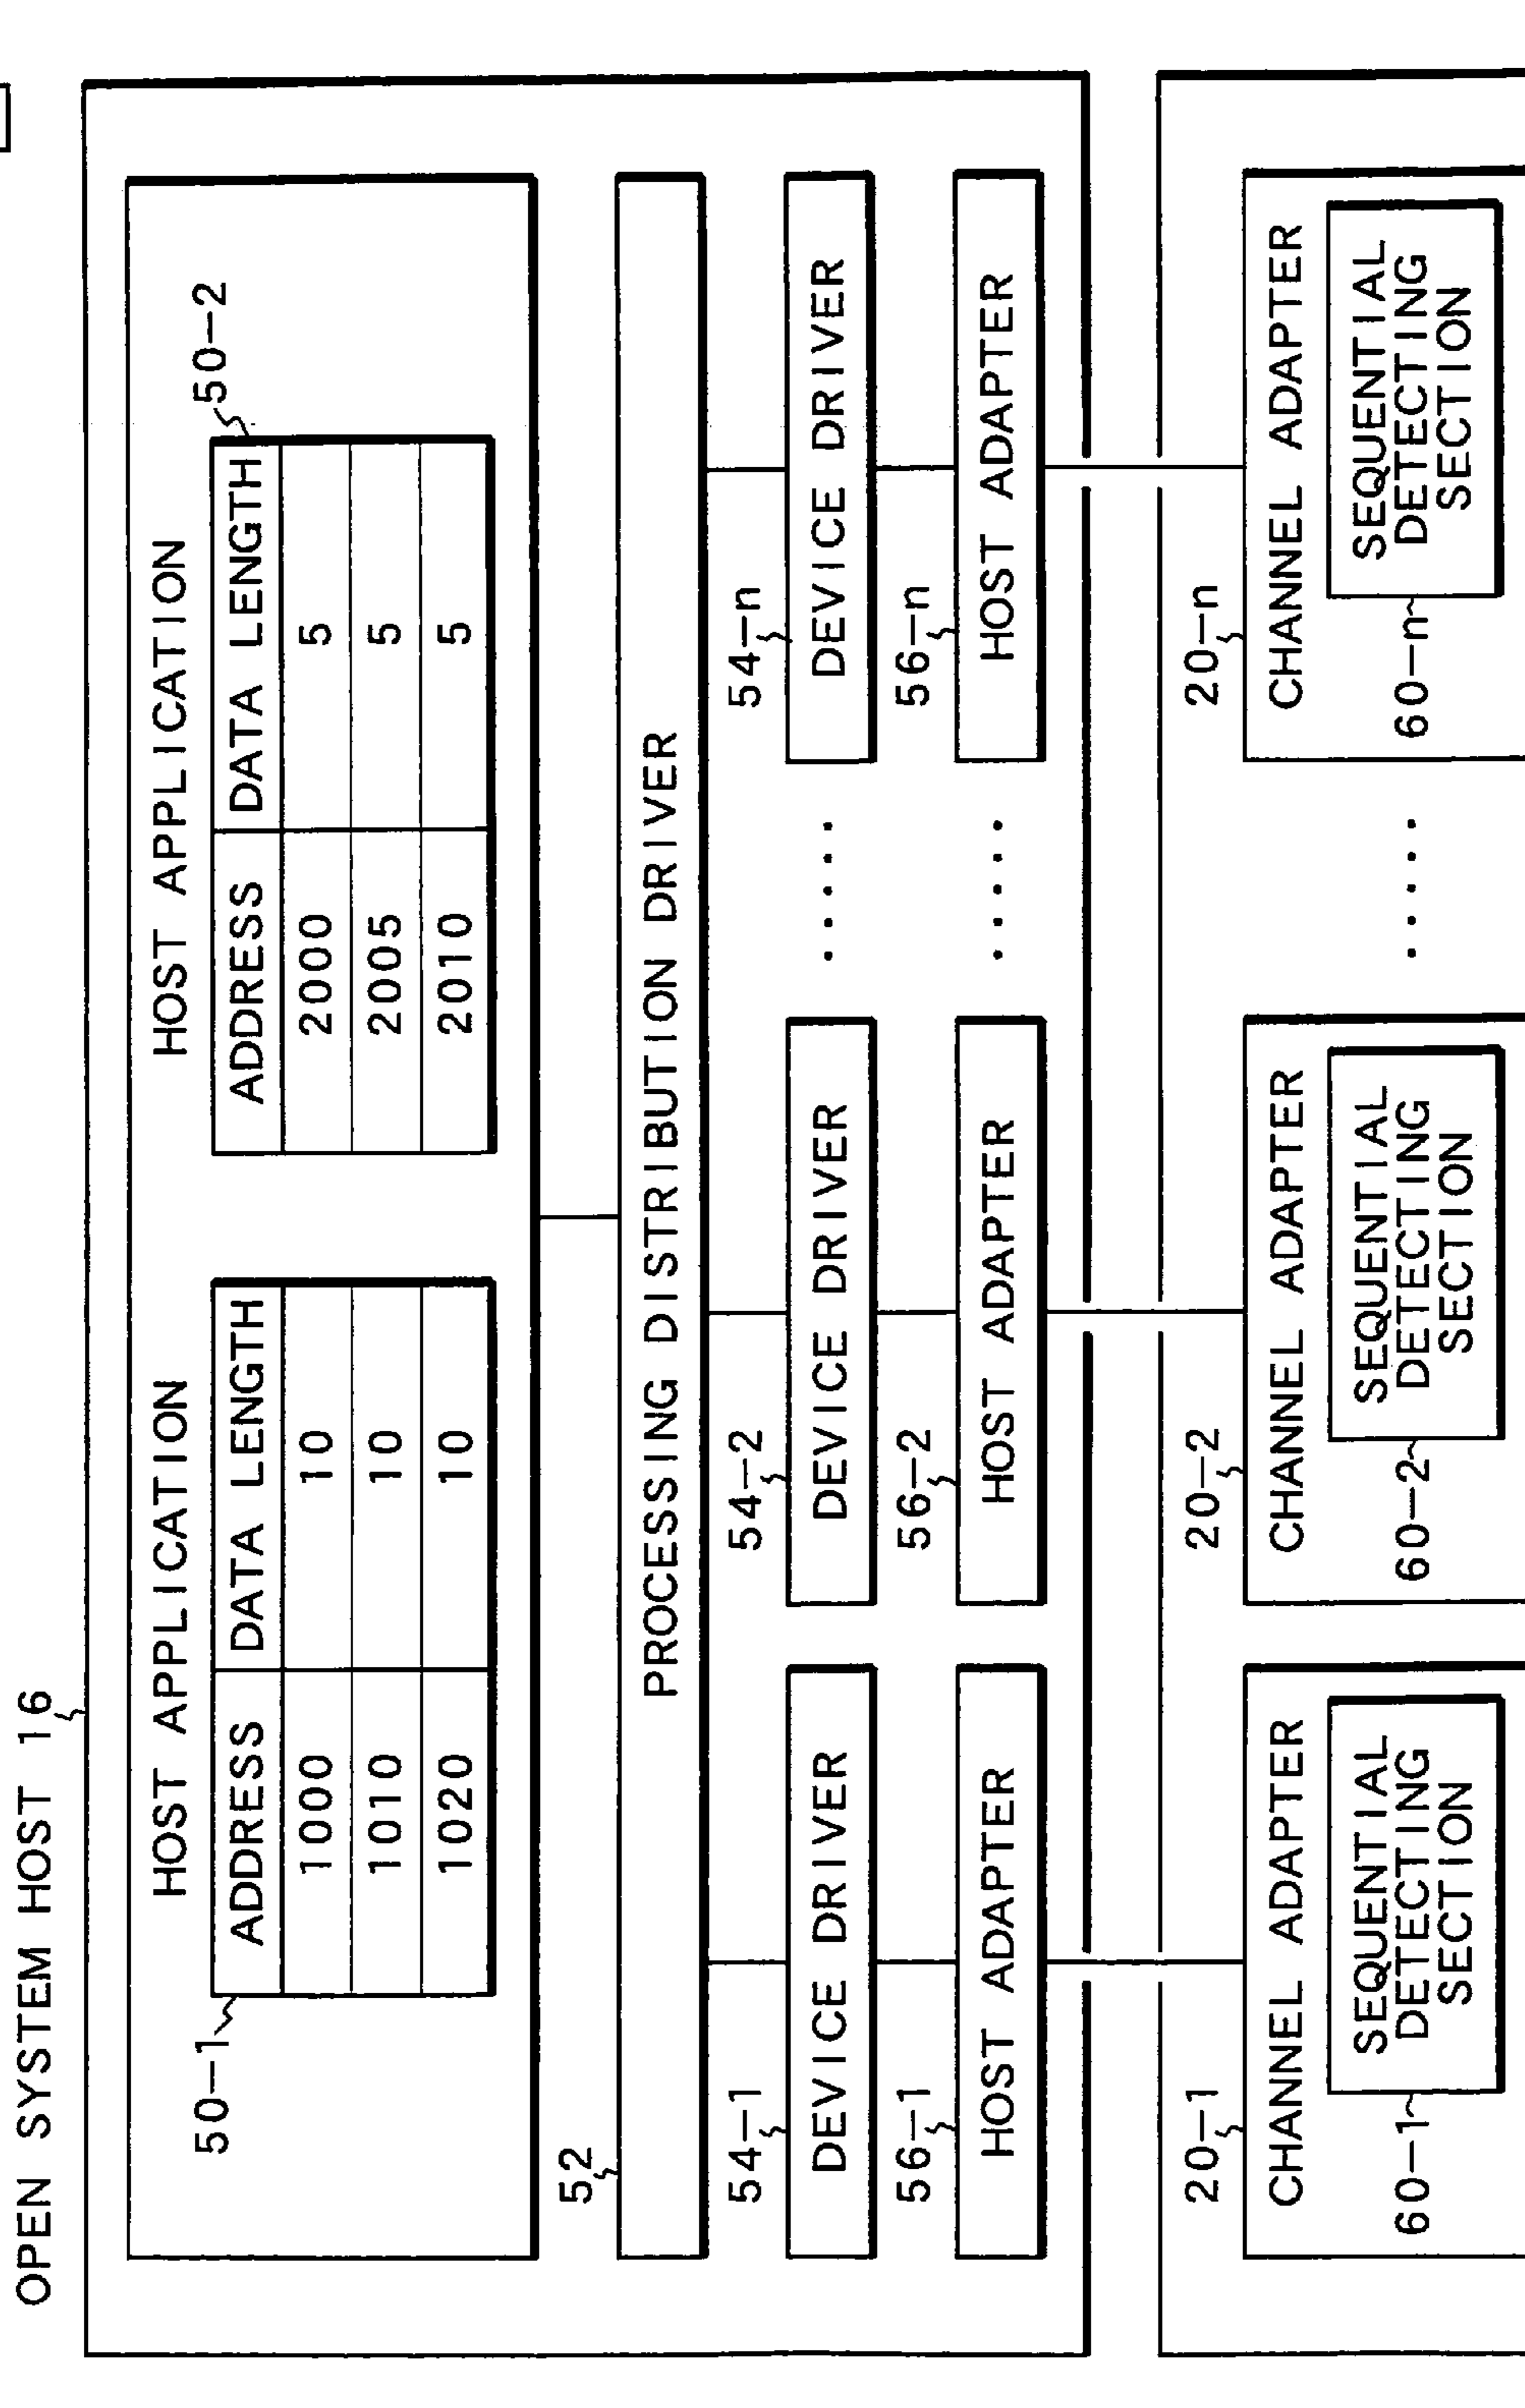 OPEN SYSTEM HOST 16
HOST APPLICATION
HOST APPLICATION
50-1
ADDRESS DATA LENGTH
1000 10
1010 10
1020 10
50-2
ADDRESS DATA LENGTH
2000 5
2005 5
2010 5
52
PROCESSING DISTRIBUTION DRIVER
54-1
54-2
54-n
DEVICE DRIVER
DEVICE DRIVER
.....
DEVICE DRIVER
56-1
56-2
56-n
HOST ADAPTER
HOST ADAPTER
.....
HOST ADAPTER
20-1
20-2
20-n
CHANNEL ADAPTER
CHANNEL ADAPTER
CHANNEL ADAPTER
60-1
SEQUENTIAL
DETECTING
SECTION
60-2
SEQUENTIAL
DETECTING
SECTION
.....
60-n
SEQUENTIAL
DETECTING
SECTION